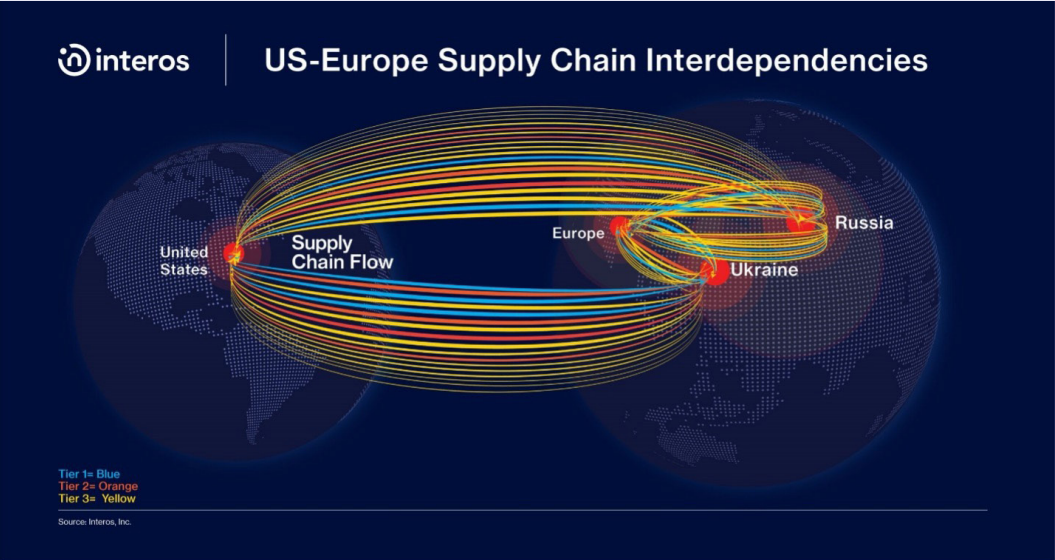 interos
US-Europe Supply Chain Interdependencies
United
States
Supply
Chain Flow
Europe
Russia
Ukraine
Tier 1= Blue
Tier 2= Orange
Tier 3=  Yellow
Source: Interos, Inc.